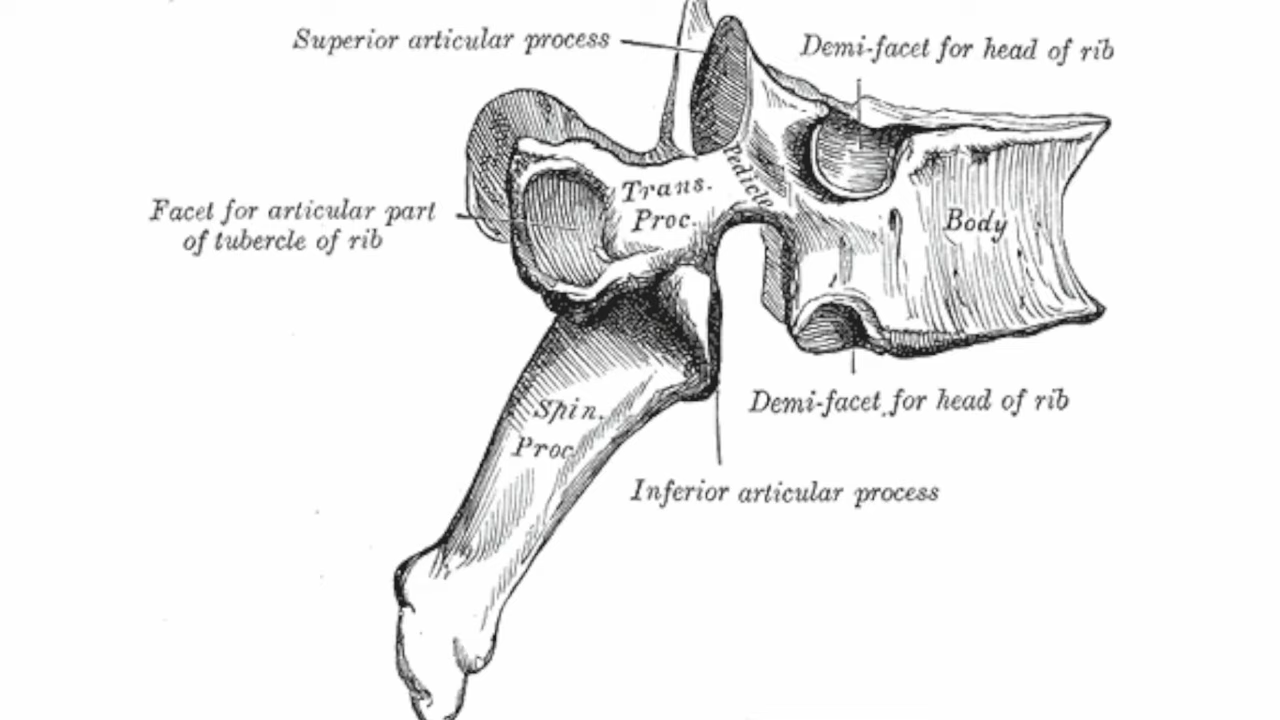 Superior articular process
Demi-facet for head of rib
Facet for articular part
of tubercle of rib
Trans.
Proc.
Pedicle
Body
Demi-facet for head of rib
Spin.
Proc.
Inferior articular process